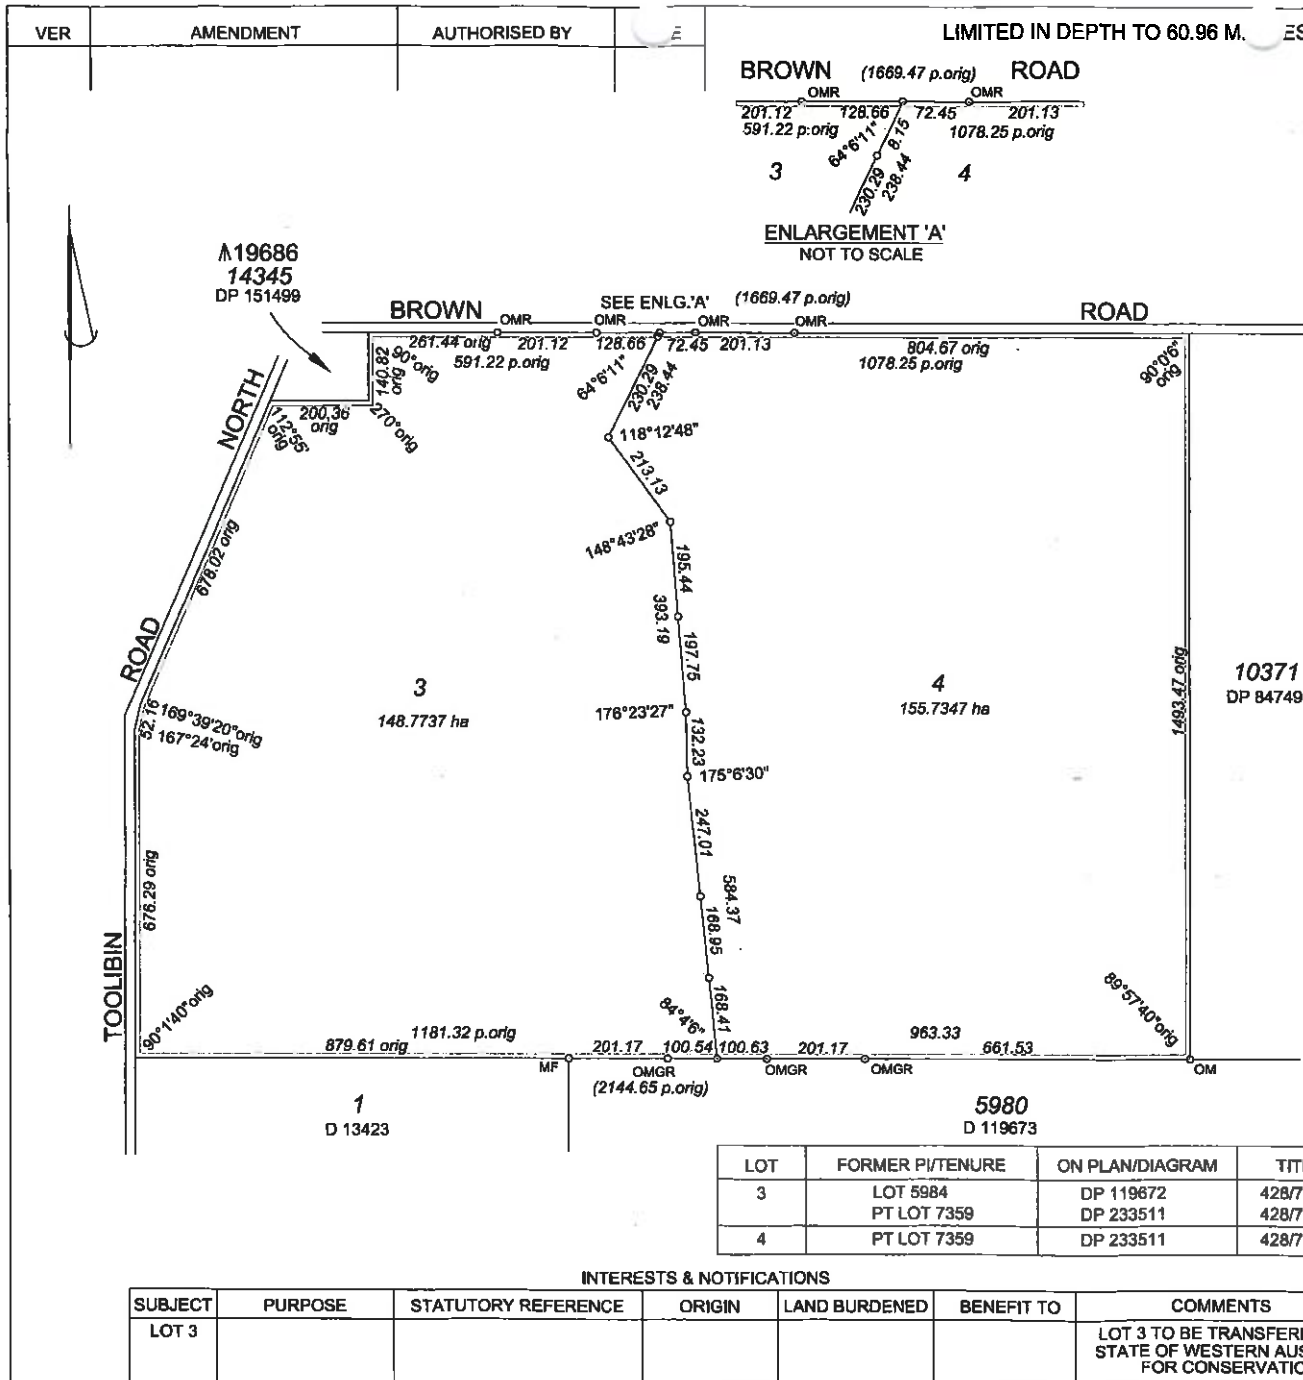 VER AMENDMENT AUTHORISED BY
LIMITED IN DEPTH TO 60.96 M.
BROWN (1669.47 p.orig) ROAD
OMR OMR
201.12 128.66 72.45 201.13
591.22 p.orig 1078.25 p.orig
64°6'11" 8.15
3 4
230.29
238.44
ENLARGEMENT 'A'
NOT TO SCALE
19686
14345
DP 151499
BROWN SEE ENLG.'A' (1669.47 p.orig) ROAD
OMR OMR OMR OMR
261.44 orig 201.12 128.66 72.45 201.13 804.67 orig
591.22 p.orig 1078.25 p.orig
140.82 orig
90°orig
64°6'11"
230.29
238.44
90°0'6" orig
NORTH
200.36 orig
270°orig
112°55' orig
118°12'48"
213.13
148°43'28"
195.44
678.02 orig
393.19
197.75
ROAD
3
148.7737 ha
4
155.7347 ha
1493.47 orig
10371
DP 84749
52.16
169°39'20"orig
167°24'orig
176°23'27"
132.23
175°6'30"
247.01
584.37
168.95
676.29 orig
TOOLIBIN
90°1'40"orig
84°4'6"
168.41
89°57'40"orig
1181.32 p.orig 963.33
879.61 orig 201.17 100.54 100.63 201.17 661.53
MF OMGR OMGR OMGR OM
(2144.65 p.orig)
1
D 13423
5980
D 119673
LOT FORMER PI/TENURE ON PLAN/DIAGRAM TIT
3 LOT 5984 DP 119672 428/7
PT LOT 7359 DP 233511 428/7
4 PT LOT 7359 DP 233511 428/7
INTERESTS & NOTIFICATIONS
SUBJECT PURPOSE STATUTORY REFERENCE ORIGIN LAND BURDENED BENEFIT TO COMMENTS
LOT 3 LOT 3 TO BE TRANSFER
STATE OF WESTERN AUS
FOR CONSERVATIO